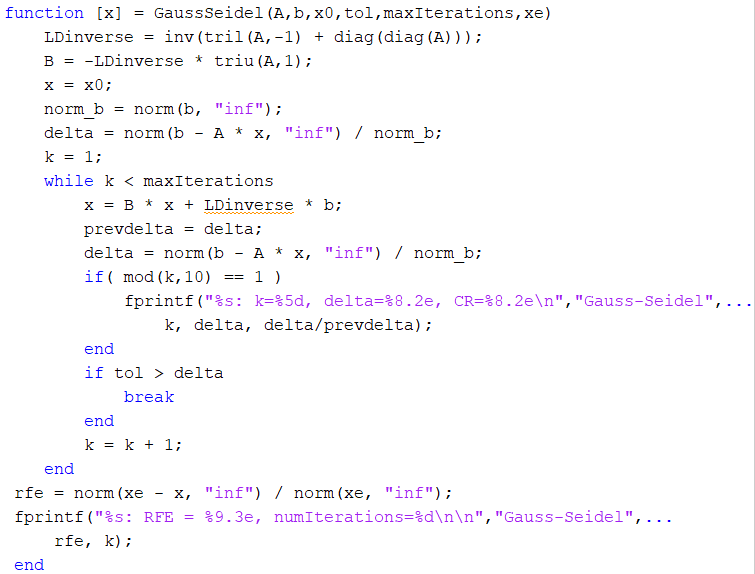 function [x] = GaussSeidel(A,b,x0,tol,maxIterations,xe)
    LDinverse = inv(tril(A,-1) + diag(diag(A)));
    B = -LDinverse * triu(A,1);
    x = x0;
    norm_b = norm(b, "inf");
    delta = norm(b - A * x, "inf") / norm_b;
    k = 1;
    while k < maxIterations
        x = B * x + LDinverse * b;
        prevdelta = delta;
        delta = norm(b - A * x, "inf") / norm_b;
        if( mod(k,10) == 1 )
            fprintf("%s: k=%5d, delta=%8.2e, CR=%8.2e\n","Gauss-Seidel",...
                k, delta, delta/prevdelta);
        end
        if tol > delta
            break
        end
        k = k + 1;
    end
 rfe = norm(xe - x, "inf") / norm(xe, "inf");
 fprintf("%s: RFE = %9.3e, numIterations=%d\n\n","Gauss-Seidel",...
     rfe, k);
 end